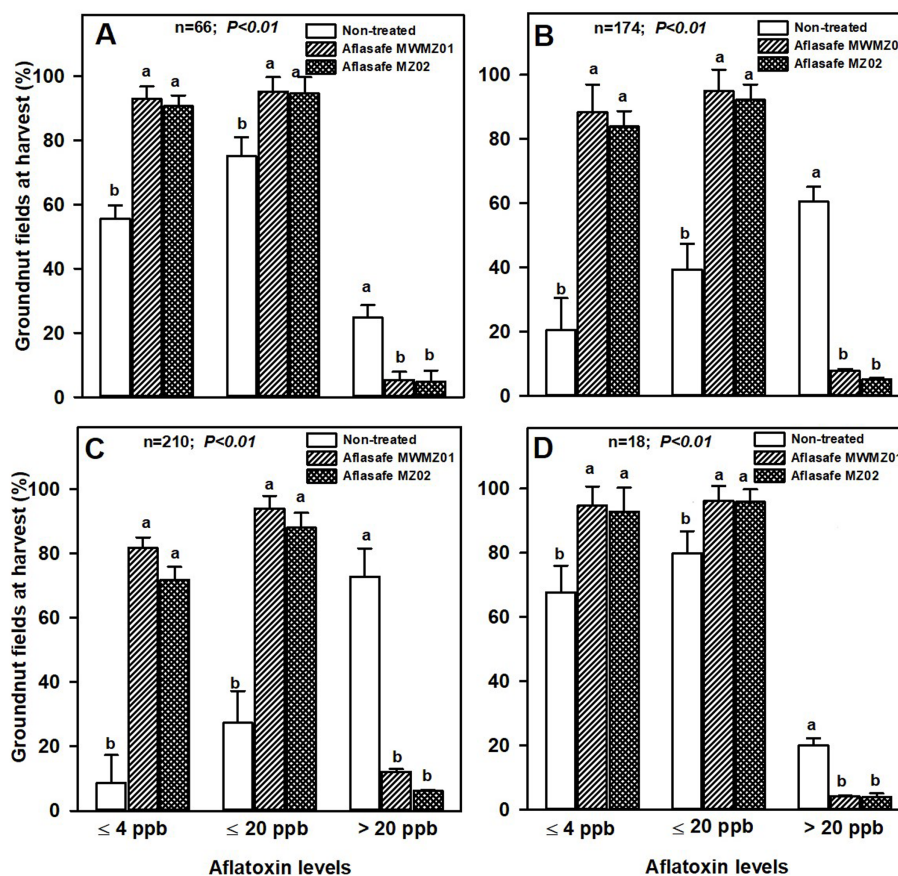 A
n=66; P<0.01
Non-treated
Aflasafe MWMZ01
Aflasafe MZ02
Groundnut fields at harvest (%)
100
80
60
40
20
0
b
a
a
b
a
a
a
b
b
B
n=174; P<0.01
Non-treated
Aflasafe MWMZ0
Aflasafe MZ02
100
80
60
40
20
0
b
a
a
b
a
a
a
b
b
C
n=210; P<0.01
Non-treated
Aflasafe MWMZ01
Aflasafe MZ02
Groundnut fields at harvest (%)
100
80
60
40
20
0
b
a
a
b
a
a
a
b
b
≤ 4 ppb
≤ 20 ppb
> 20 ppb
Aflatoxin levels
D
n=18; P<0.01
Non-treated
Aflasafe MWMZ01
Aflasafe MZ02
100
80
60
40
20
0
b
a
a
b
a
a
a
b
b
≤ 4 ppb
≤ 20 ppb
> 20 ppb
Aflatoxin levels